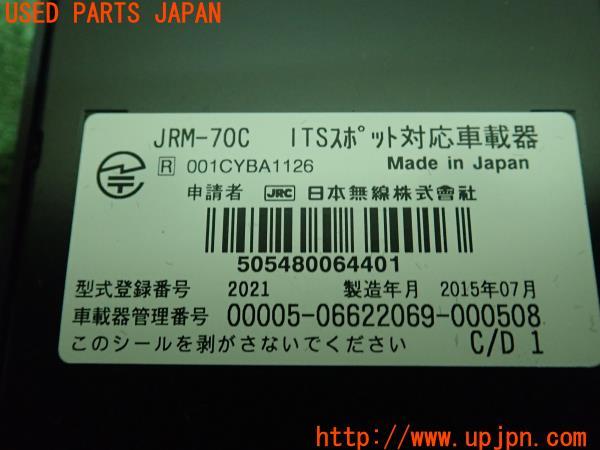 USED PARTS JAPAN
JRM-70C ITSスポット対応車載器
R 001CYBA1126 Made in Japan
申請者 JRC 日本無線株式會社
505480064401
型式登録番号 2021 製造年月 2015年07月
車載器管理番号 00005-06622069-000508
このシールを剥がさないでください C/D 1
USED PARTS JAPAN
http://www.upjpn.com